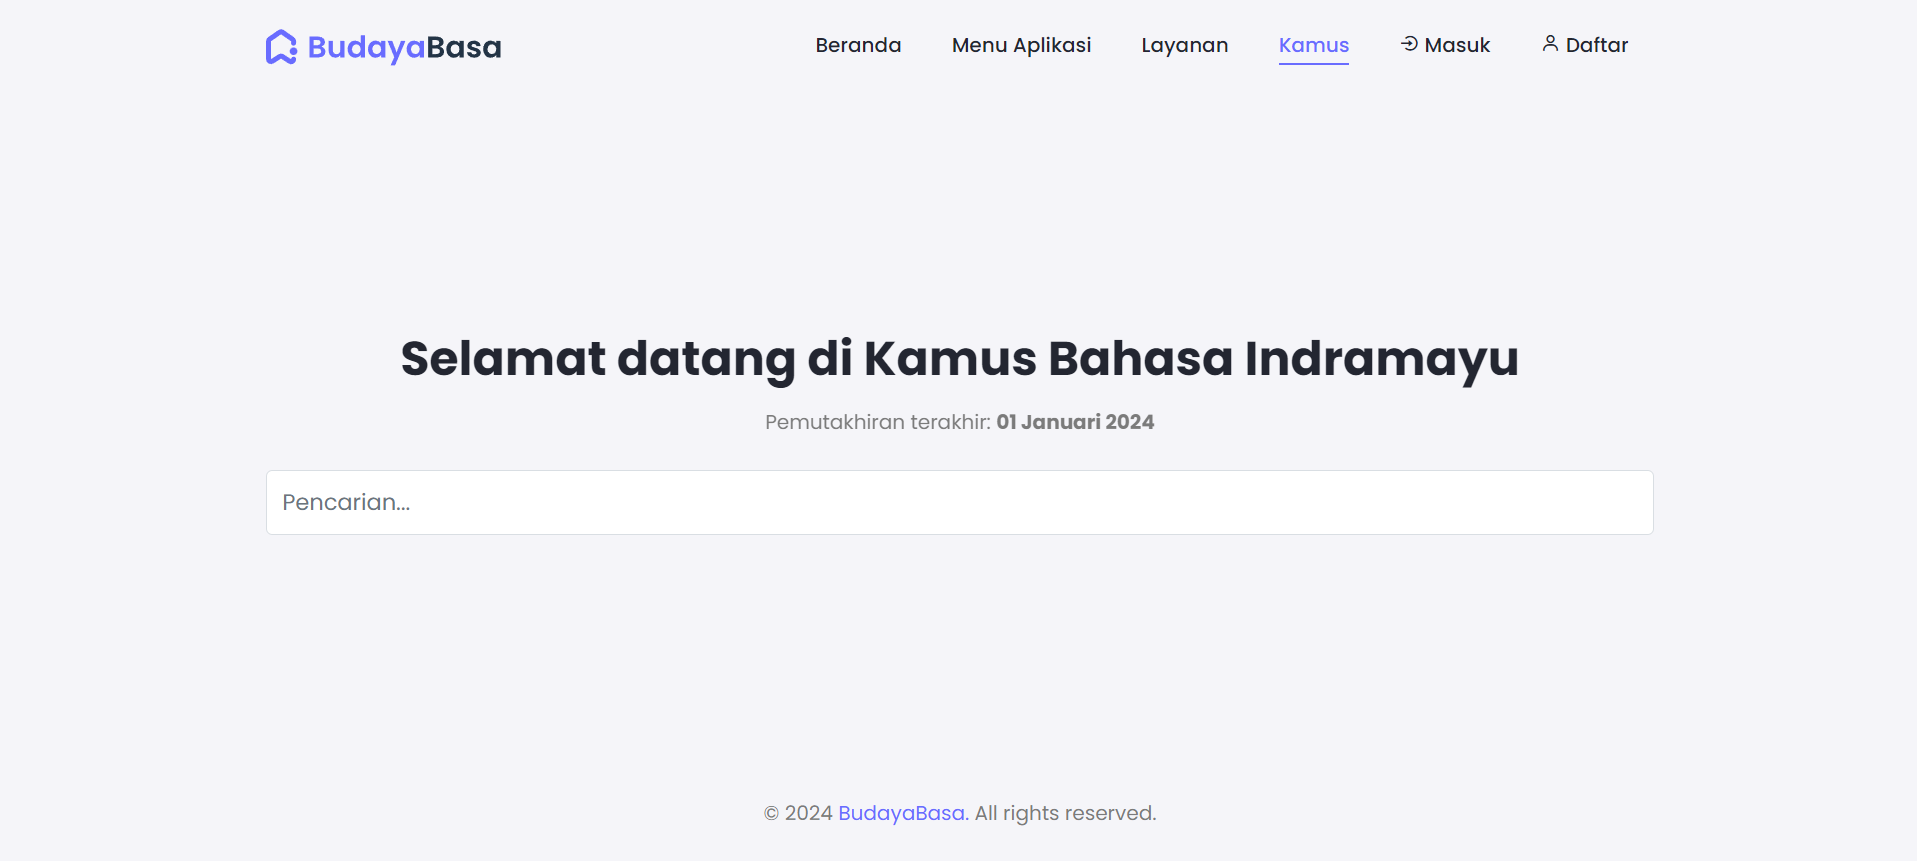 BudayaBasa
Beranda Menu Aplikasi Layanan Kamus Masuk Daftar
Selamat datang di Kamus Bahasa Indramayu
Pemutakhiran terakhir: 01 Januari 2024
Pencarian...
© 2024 BudayaBasa. All rights reserved.